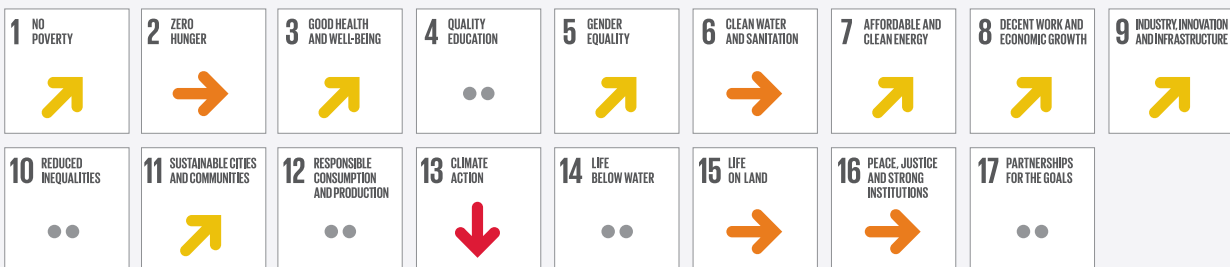 1 NO
POVERTY
2 ZERO
HUNGER
3 GOOD HEALTH
AND WELL-BEING
4 QUALITY
EDUCATION
5 GENDER
EQUALITY
6 CLEAN WATER
AND SANITATION
7 AFFORDABLE AND
CLEAN ENERGY
8 DECENT WORK AND
ECONOMIC GROWTH
9 INDUSTRY, INNOVATION
AND INFRASTRUCTURE
10 REDUCED
INEQUALITIES
11 SUSTAINABLE CITIES
AND COMMUNITIES
12 RESPONSIBLE
CONSUMPTION
AND PRODUCTION
13 CLIMATE
ACTION
14 LIFE
BELOW WATER
15 LIFE
ON LAND
16 PEACE, JUSTICE
AND STRONG
INSTITUTIONS
17 PARTNERSHIPS
FOR THE GOALS